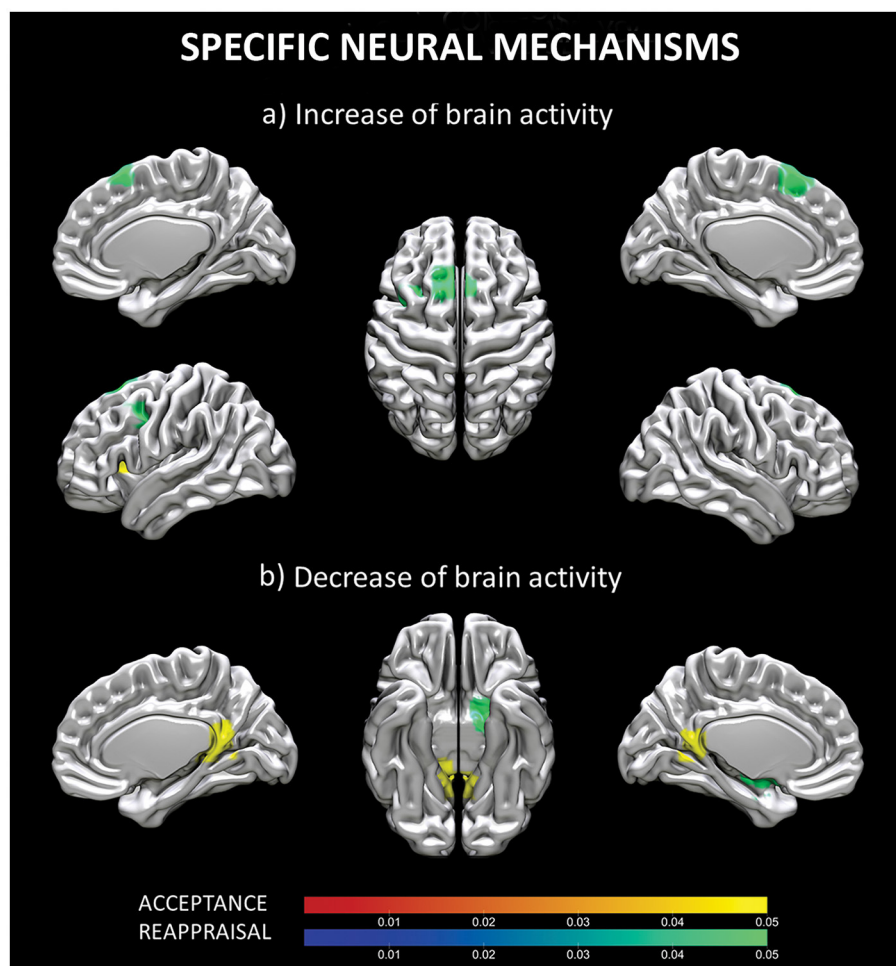 SPECIFIC NEURAL MECHANISMS
a) Increase of brain activity
b) Decrease of brain activity
ACCEPTANCE
0.01 0.02 0.03 0.04 0.05
REAPPRAISAL
0.01 0.02 0.03 0.04 0.05